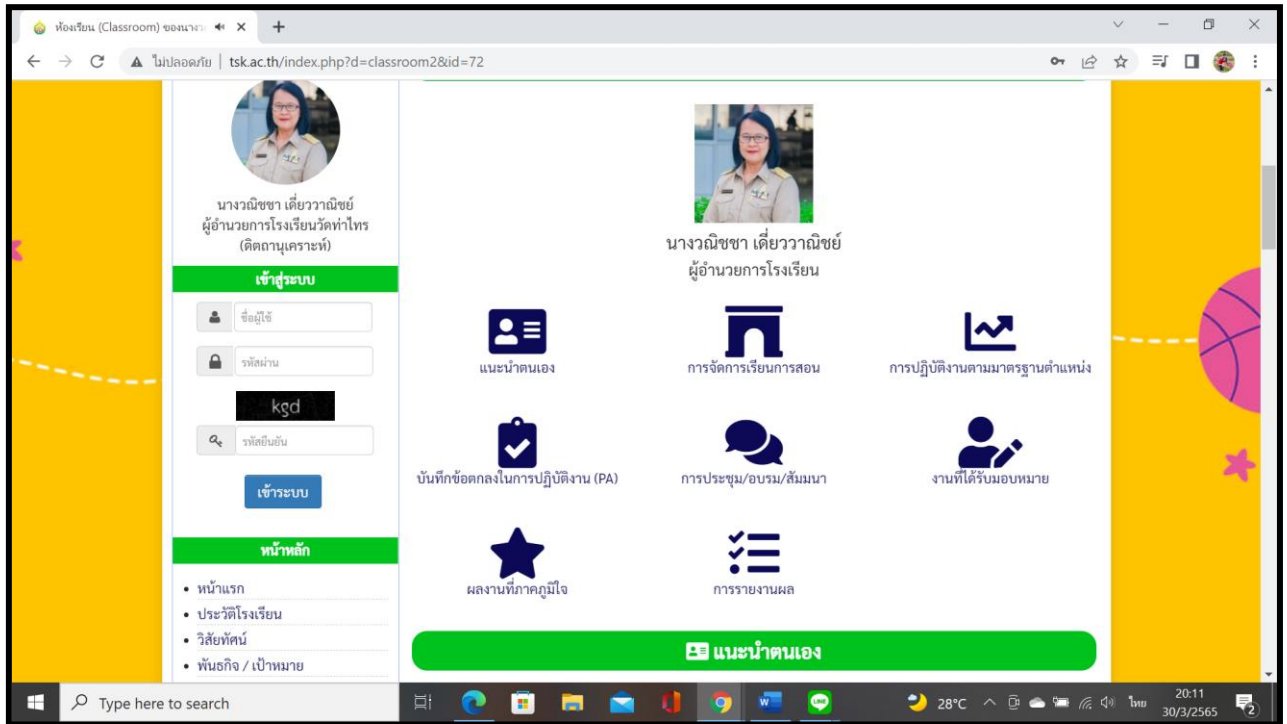 ห้องเรียน (Classroom) ของนางว
ไม่ปลอดภัย | tsk.ac.th/index.php?d=classroom2&id=72
นางวณิชชา เดี่ยววาณิชย์
ผู้อำนวยการโรงเรียนวัดท่าไทร
(ดิตถานุเคราะห์)
เข้าสู่ระบบ
ชื่อผู้ใช้
รหัสผ่าน
kgd
รหัสยืนยัน
เข้าระบบ
หน้าหลัก
หน้าแรก
ประวัติโรงเรียน
วิสัยทัศน์
พันธกิจ / เป้าหมาย
นางวณิชชา เดี่ยววาณิชย์
ผู้อำนวยการโรงเรียน
แนะนำตนเอง
การจัดการเรียนการสอน
การปฏิบัติงานตามมาตรฐานตำแหน่ง
บันทึกข้อตกลงในการปฏิบัติงาน (PA)
การประชุม/อบรม/สัมมนา
งานที่ได้รับมอบหมาย
ผลงานที่ภาคภูมิใจ
การรายงานผล
แนะนำตนเอง
Type here to search
28°C
ไทย
20:11
30/3/2565
2